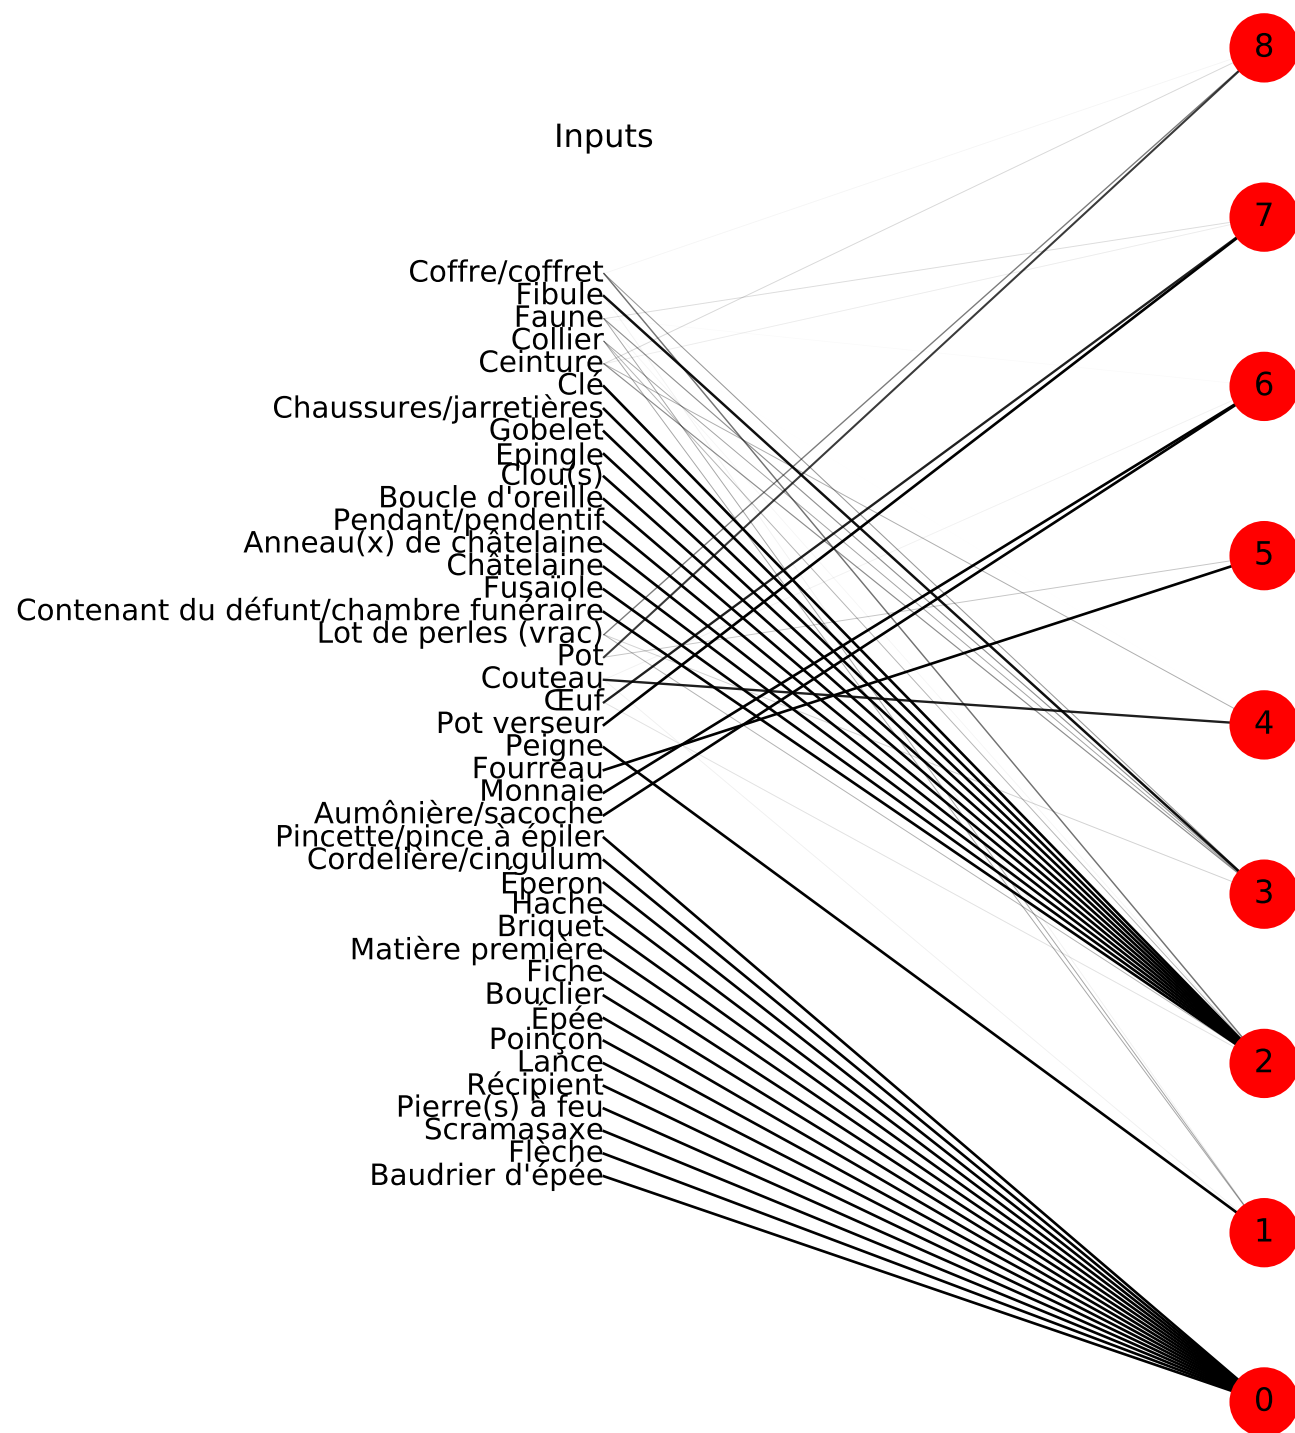 8
Inputs
7
Coffre/coffret
Fibule
Faune
Collier
Ceinture
6
Clé
Chaussures/jarretières
Gobelet
Épingle
Clou(s)
Boucle d'oreille
Pendant/pendentif
Anneau(x) de châtelaine
5
Châtelaine
Fusaïole
Contenant du défunt/chambre funéraire
Lot de perles (vrac)
Pot
Couteau
Œuf
4
Pot verseur
Peigne
Fourreau
Monnaie
Aumônière/sacoche
Pincette/pince à épiler
Cordelière/cingulum
Éperon
3
Hache
Briquet
Matière première
Fiche
Bouclier
Épée
Poinçon
2
Lance
Récipient
Pierre(s) à feu
Scramasaxe
Flèche
Baudrier d'épée
1
0